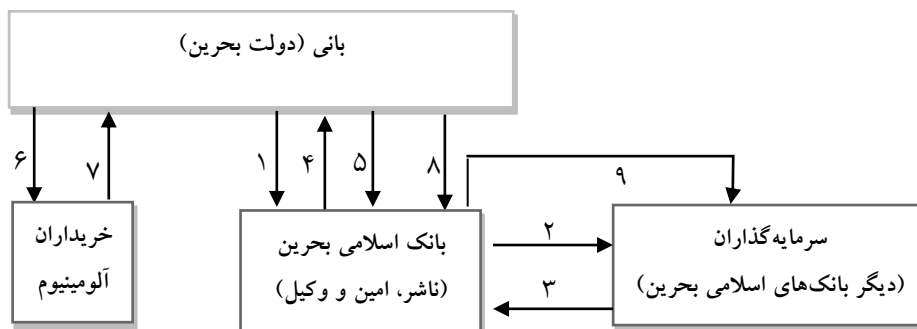 بانی (دولت بحرین)
۶
۷
۱
۴
۵
۸
۹
خریداران
آلومینیوم
بانک اسلامی بحرین
(ناشر، امین و وکیل)
۲
۳
سرمایه‌گذاران
(دیگر بانک‌های اسلامی بحرین)